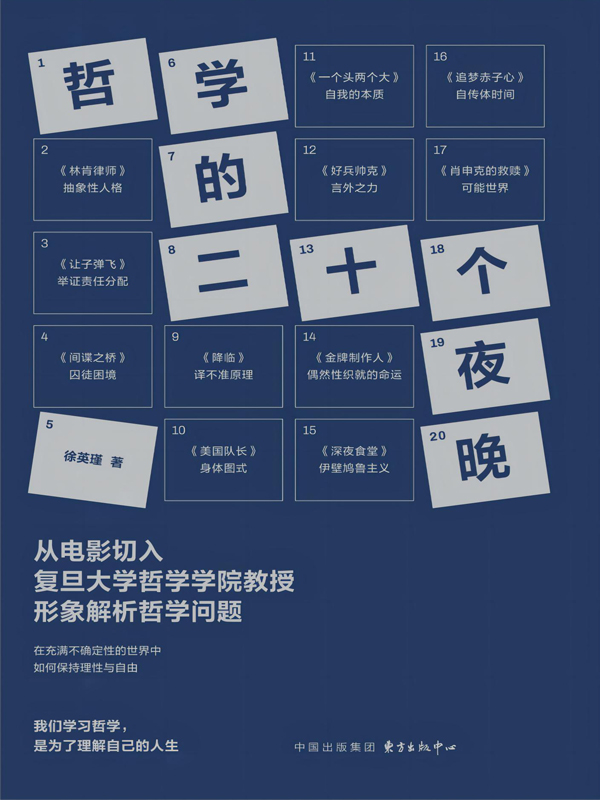 1
哲
6
学
11
《一个头两个大》
自我的本质
16
《追梦赤子心》
自传体时间
2
《林肯律师》
抽象性人格
7
的
12
《好兵帅克》
言外之力
17
《肖申克的救赎》
可能世界
3
《让子弹飞》
举证责任分配
8
二
13
十
18
个
4
《间谍之桥》
囚徒困境
9
《降临》
译不准原理
14
《金牌制作人》
偶然性织就的命运
19
夜
5
徐英瑾 著
10
《美国队长》
身体图式
15
《深夜食堂》
伊壁鸠鲁主义
20
晚
从电影切入
复旦大学哲学学院教授
形象解析哲学问题
在充满不确定性的世界中
如何保持理性与自由
我们学习哲学，
是为了理解自己的人生
中国出版集团 东方出版中心